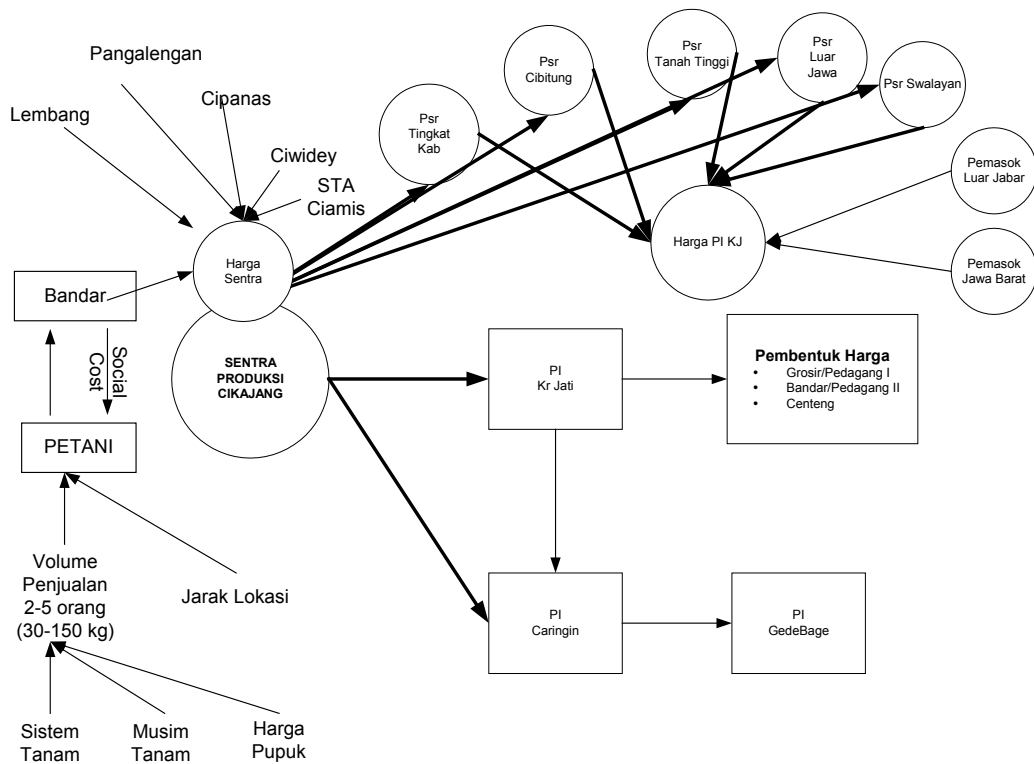 Pangalengan
Lembang
Cipanas
Ciwidey
STA
Ciamis
Psr
Tingkat
Kab
Psr
Cibitung
Psr
Tanah Tinggi
Psr
Luar
Jawa
Psr Swalayan
Pemasok
Luar Jabar
Pemasok
Jawa Barat
Harga PI KJ
Harga
Sentra
Bandar
Social
Cost
PETANI
SENTRA
PRODUKSI
CIKAJANG
PI
Kr Jati
Pembentuk Harga
• Grosir/Pedagang I
• Bandar/Pedagang II
• Centeng
Volume
Penjualan
2-5 orang
(30-150 kg)
Jarak Lokasi
PI
Caringin
PI
GedeBage
Sistem
Tanam
Musim
Tanam
Harga
Pupuk